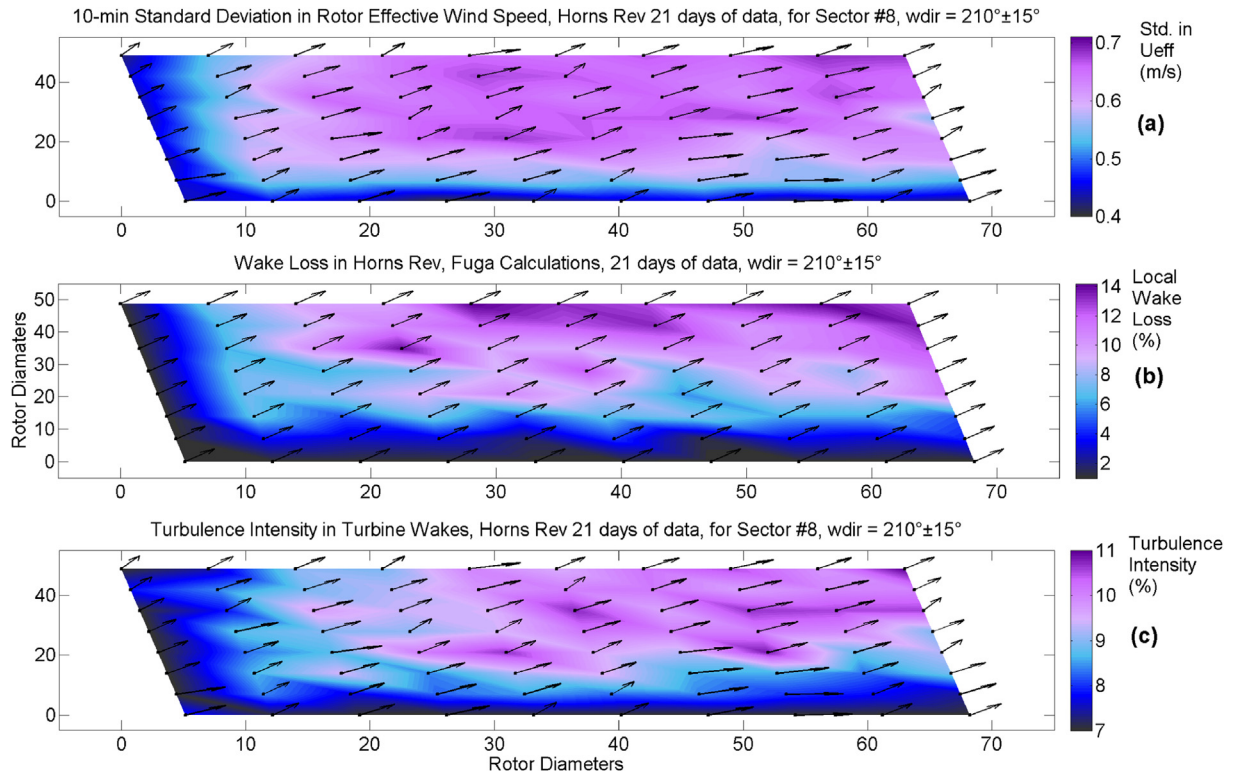 10-min Standard Deviation in Rotor Effective Wind Speed, Horns Rev 21 days of data, for Sector #8, wdir = 210°±15°
0.7
0.6
0.5
0.4
Std. in
Ueff
(m/s)
(a)
40
20
0
0 10 20 30 40 50 60 70
Wake Loss in Horns Rev, Fuga Calculations, 21 days of data, wdir = 210°±15°
Rotor Diamaters
50
40
30
20
10
0
0 10 20 30 40 50 60 70
14
12
10
8
6
4
2
Local
Wake
Loss
(%)
(b)
Turbulence Intensity in Turbine Wakes, Horns Rev 21 days of data, for Sector #8, wdir = 210°±15°
40
20
0
0 10 20 30 40 50 60 70
Rotor Diameters
11
10
9
8
7
Turbulence
Intensity
(%)
(c)